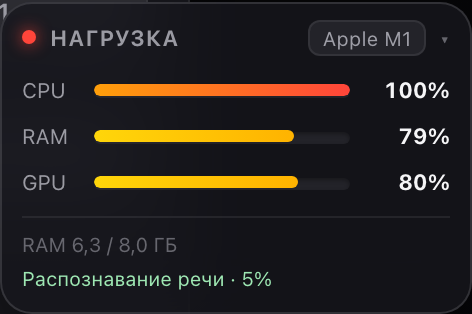 НАГРУЗКА Apple M1 ▾
CPU 100%
RAM 79%
GPU 80%
RAM 6,3 / 8,0 ГБ
Распознавание речи · 5%